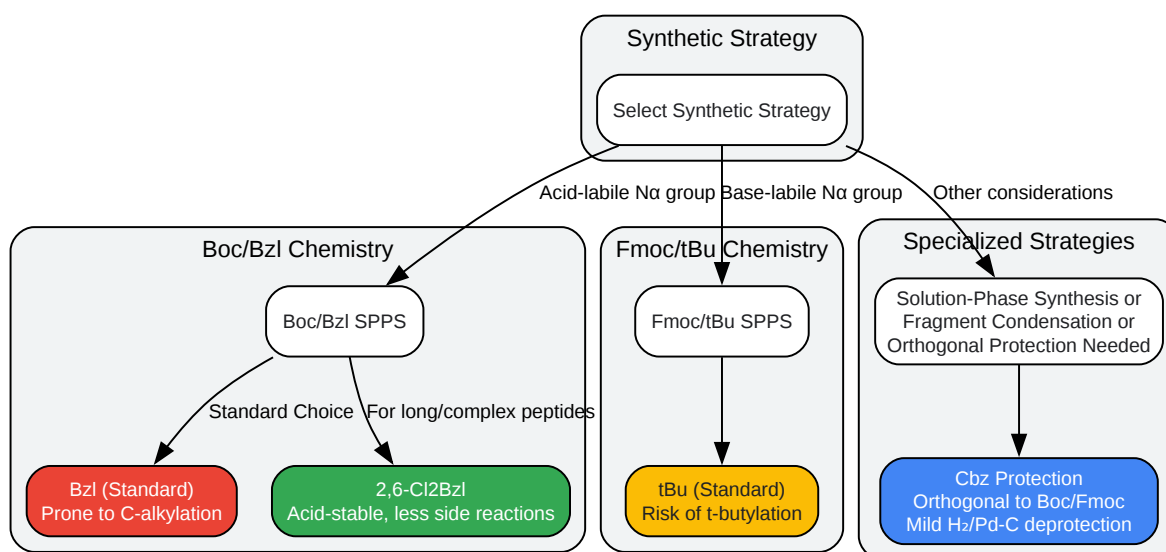 Synthetic Strategy
Select Synthetic Strategy
Acid-labile Nα group
Base-labile Nα group
Other considerations
Boc/Bzl Chemistry
Fmoc/tBu Chemistry
Specialized Strategies
Boc/Bzl SPPS
Fmoc/tBu SPPS
Solution-Phase Synthesis or
Fragment Condensation or
Orthogonal Protection Needed
Standard Choice
For long/complex peptides
Bzl (Standard)
Prone to C-alkylation
2,6-Cl2Bzl
Acid-stable, less side reactions
tBu (Standard)
Risk of t-butylation
Cbz Protection
Orthogonal to Boc/Fmoc
Mild H₂/Pd-C deprotection